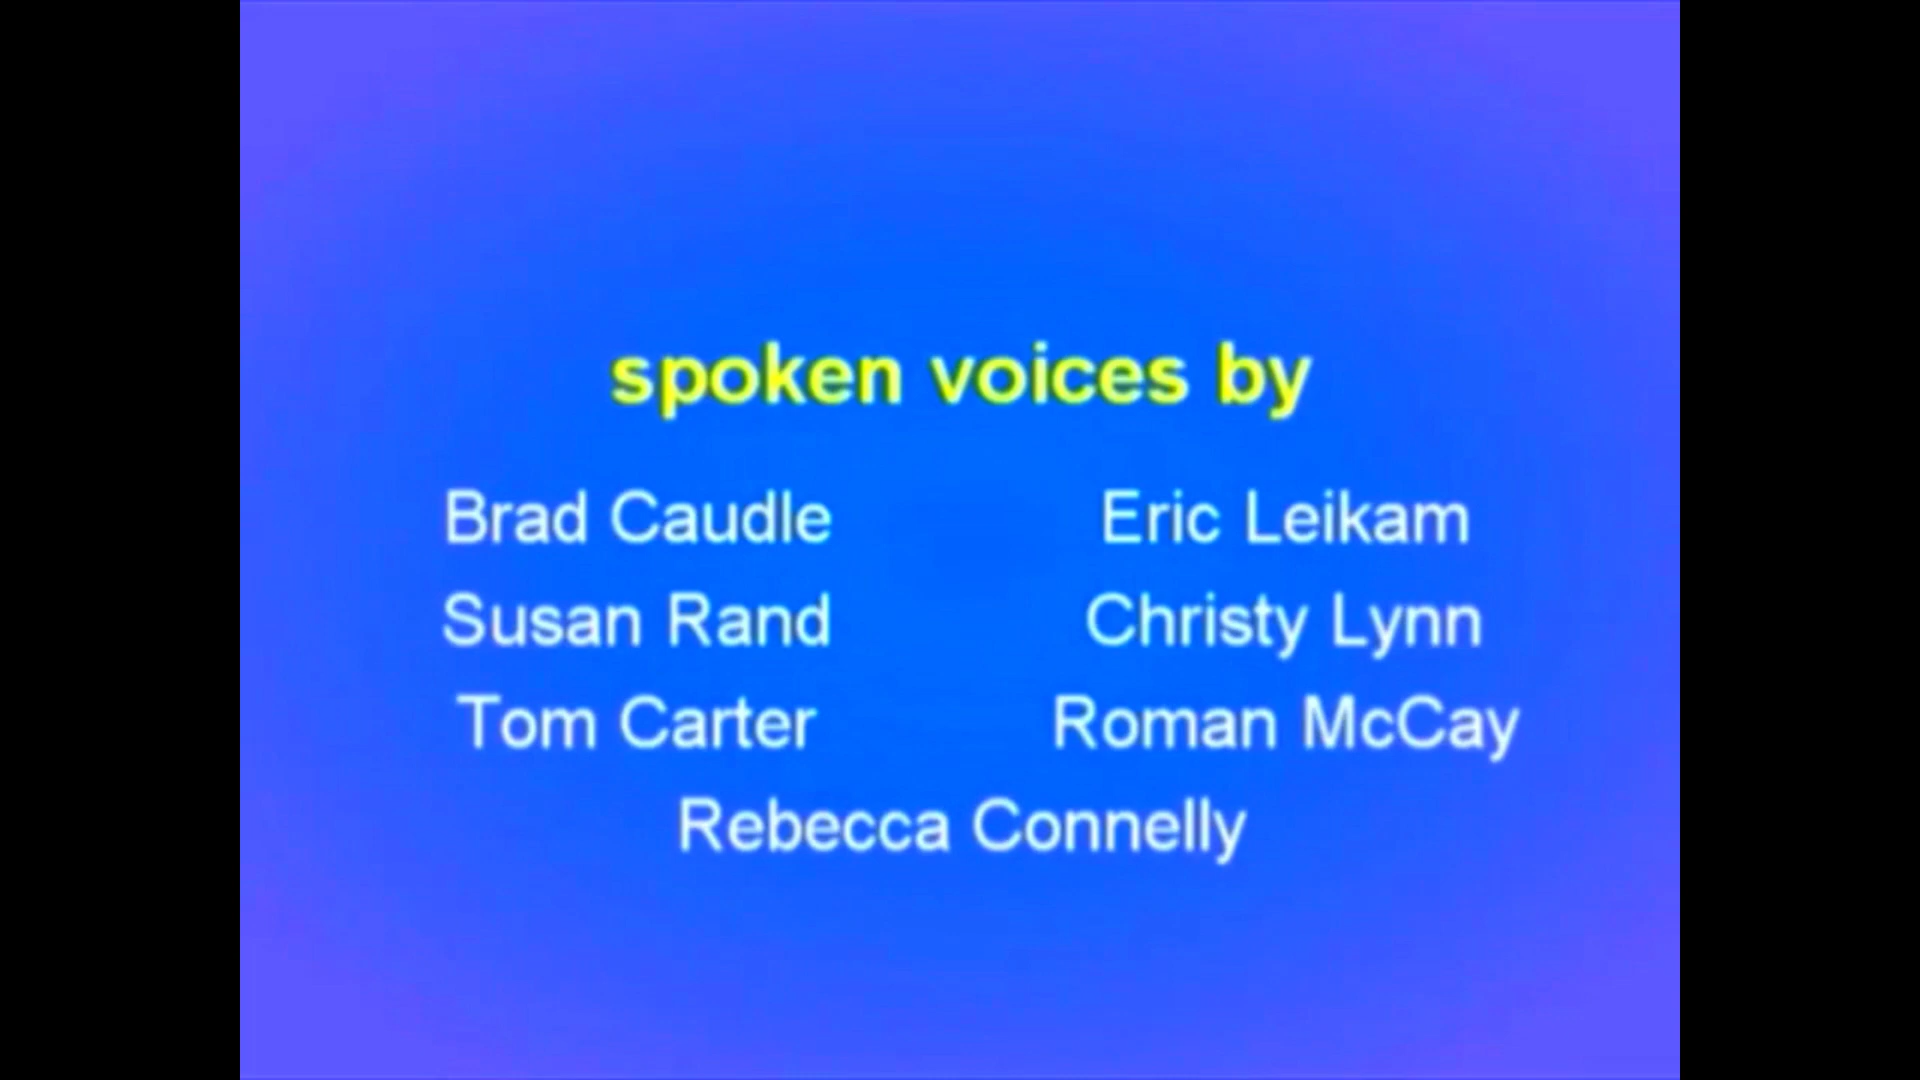 spoken voices by
Brad Caudle Eric Leikam
Susan Rand Christy Lynn
Tom Carter Roman McCay
Rebecca Connelly